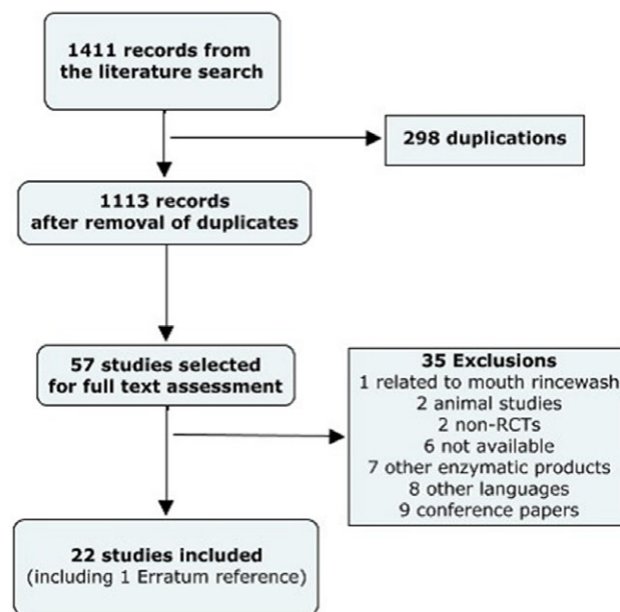 1411 records from
the literature search
298 duplications
1113 records
after removal of duplicates
57 studies selected
for full text assessment
35 Exclusions
1 related to mouth rincewash
2 animal studies
2 non-RCTs
6 not available
7 other enzymatic products
8 other languages
9 conference papers
22 studies included
(including 1 Erratum reference)